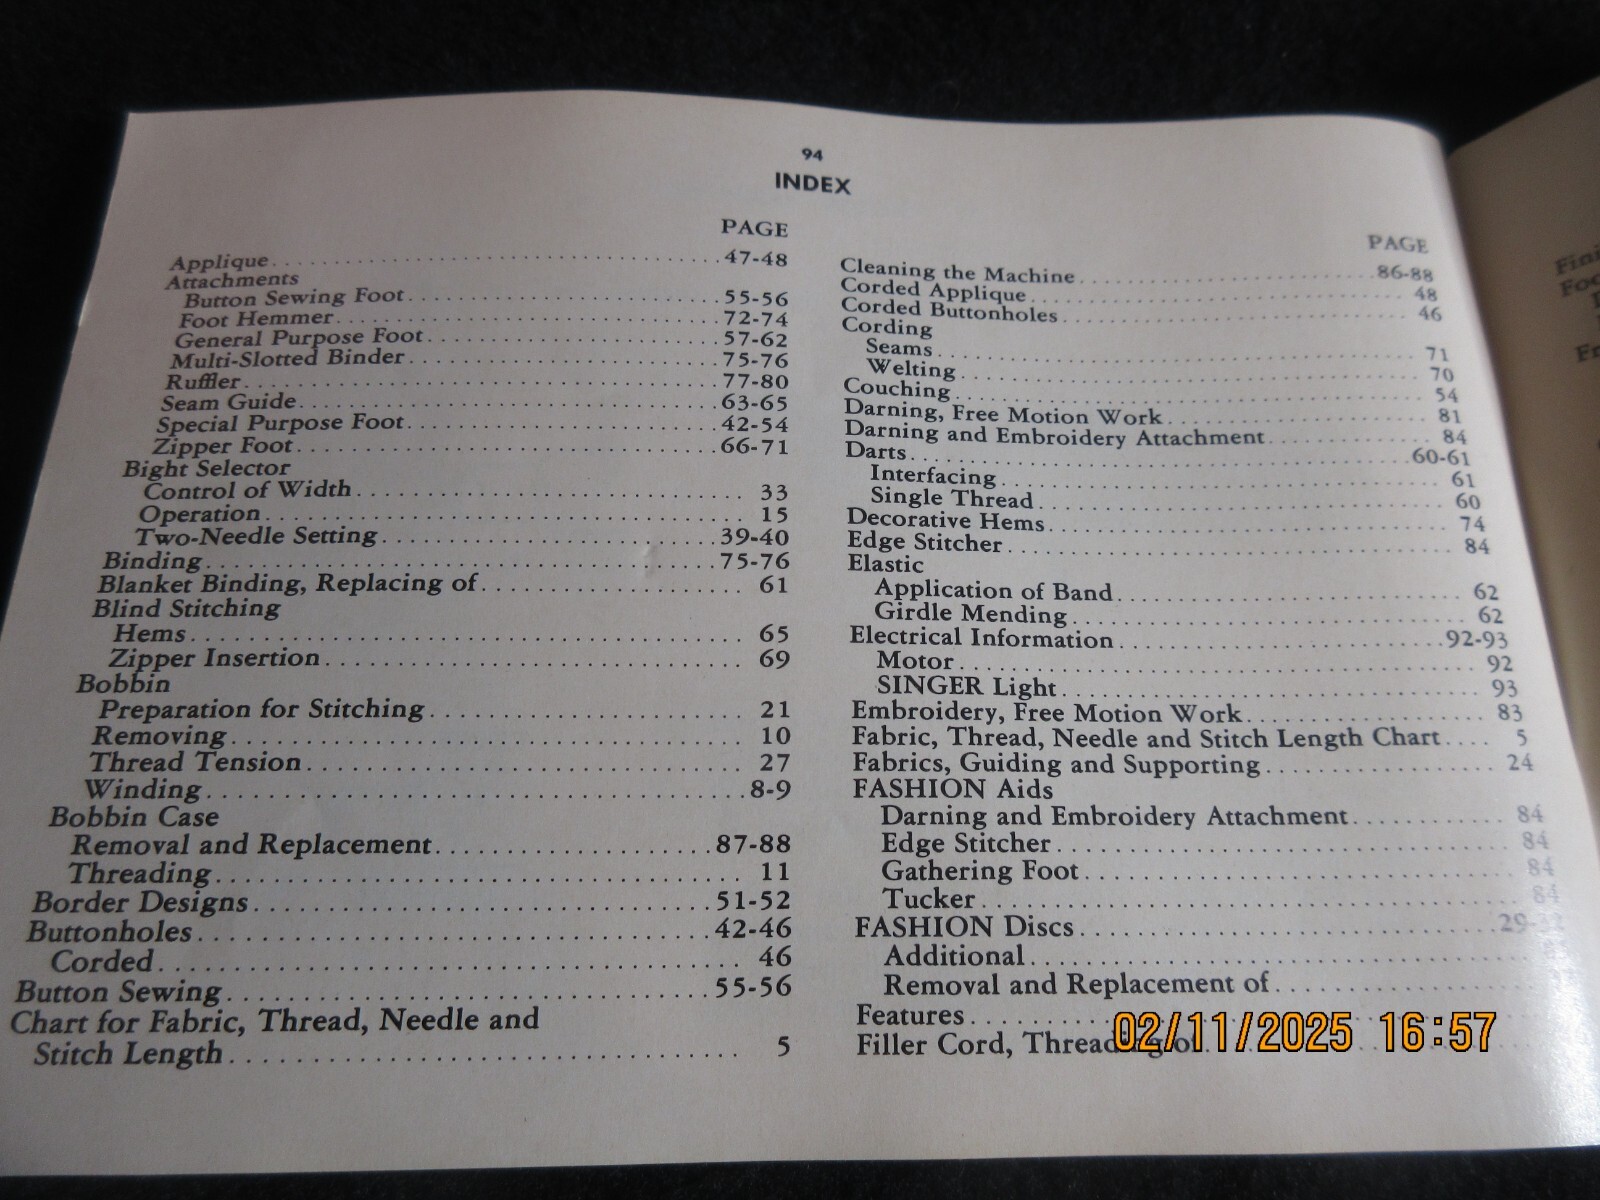 94
INDEX
PAGE
Applique 47-48
Attachments
Button Sewing Foot 55-56
Foot Hemmer 72-74
General Purpose Foot 57-62
Multi-Slotted Binder 75-76
Ruffler 77-80
Seam Guide 63-65
Special Purpose Foot 42-54
Zipper Foot 66-71
Bight Selector
Control of Width 33
Operation 15
Two-Needle Setting 39-40
Binding 75-76
Blanket Binding, Replacing of 61
Blind Stitching
Hems 65
Zipper Insertion 69
Bobbin
Preparation for Stitching 21
Removing 10
Thread Tension 27
Winding 8-9
Bobbin Case
Removal and Replacement 87-88
Threading 11
Border Designs 51-52
Buttonholes 42-46
Corded 46
Button Sewing 55-56
Chart for Fabric, Thread, Needle and
Stitch Length 5
PAGE
Cleaning the Machine 86-88
Corded Applique 48
Corded Buttonholes 46
Cording
Seams 71
Welting 70
Couching 54
Darning, Free Motion Work 81
Darning and Embroidery Attachment 84
Darts 60-61
Interfacing 61
Single Thread 60
Decorative Hems 74
Edge Stitcher 84
Elastic
Application of Band 62
Girdle Mending 62
Electrical Information 92-93
Motor 92
SINGER Light 93
Embroidery, Free Motion Work 83
Fabric, Thread, Needle and Stitch Length Chart 5
Fabrics, Guiding and Supporting 24
FASHION Aids
Darning and Embroidery Attachment 84
Edge Stitcher 84
Gathering Foot 84
Tucker 84
FASHION Discs
Additional
Removal and Replacement of
Features
Filler Cord, Threading of
02/11/2025 16:57